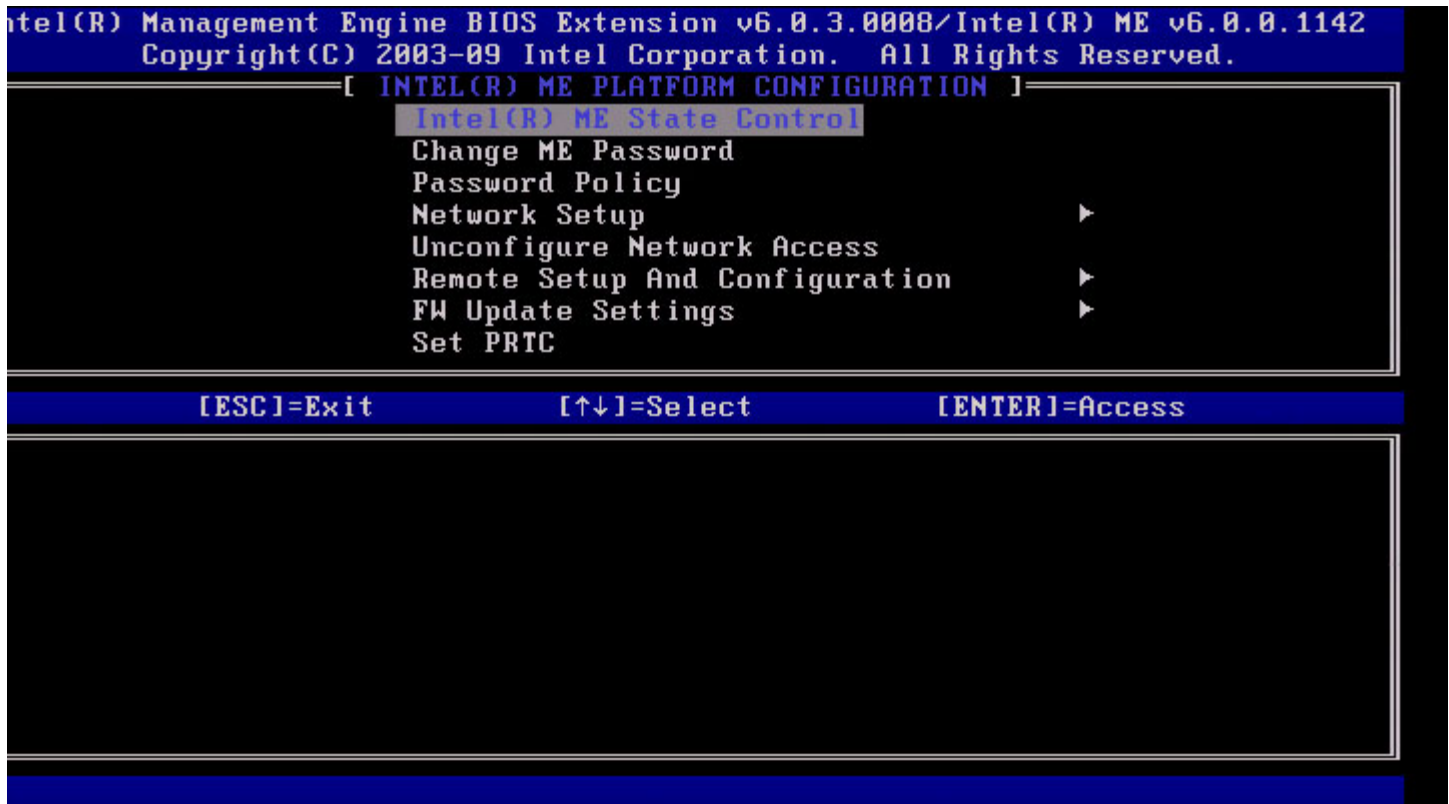 ntel(R) Management Engine BIOS Extension v6.0.3.0008/Intel(R) ME v6.0.0.1142
Copyright(C) 2003-09 Intel Corporation. All Rights Reserved.
[ INTEL(R) ME PLATFORM CONFIGURATION ]
Intel(R) ME State Control
Change ME Password
Password Policy
Network Setup ►
Unconfigure Network Access
Remote Setup And Configuration ►
FW Update Settings ►
Set PRTC
[ESC]=Exit [↑↓]=Select [ENTER]=Access